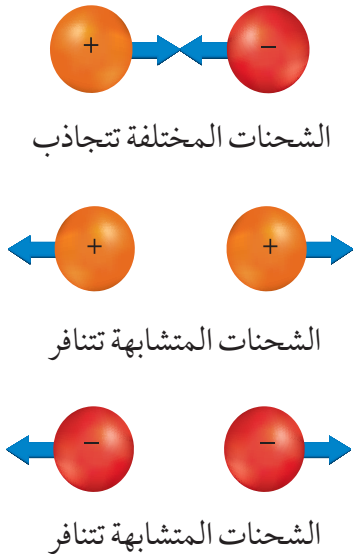 + −
الشحنات المختلفة تتجاذب
+ +
الشحنات المتشابهة تتنافر
− −
الشحنات المتشابهة تتنافر